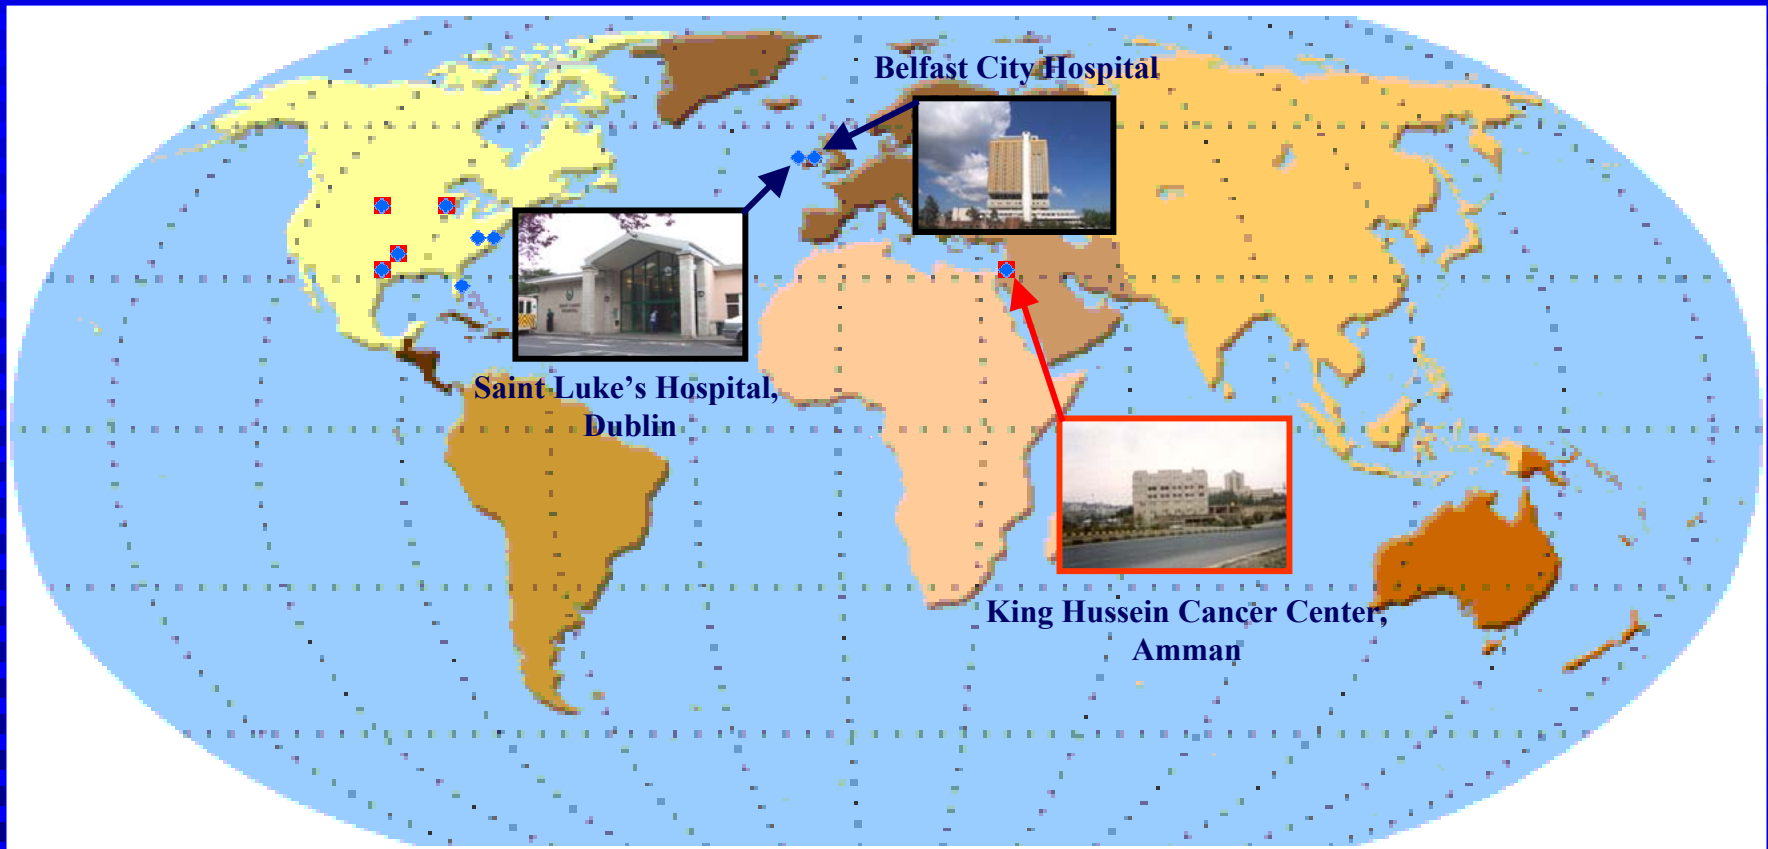 Belfast City Hospital
Saint Luke’s Hospital,
Dublin
King Hussein Cancer Center,
Amman